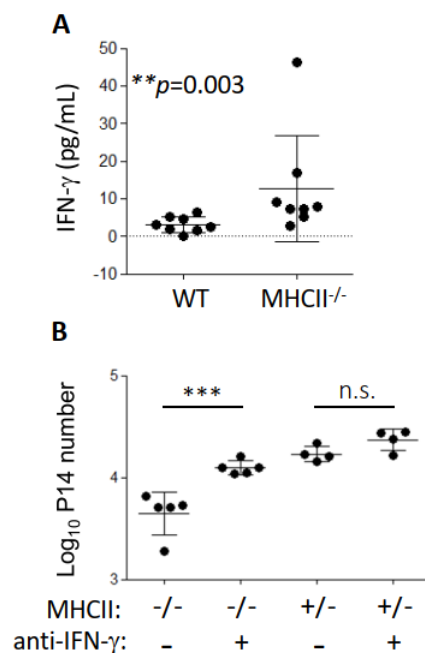 A
50
40
30
20
10
0
-10
IFN-γ (pg/mL)
**p=0.003
WT MHCII-/-
B
5
4
3
Log10 P14 number
*** n.s.
MHCII: -/- -/- +/- +/-
anti-IFN-γ: - + - +